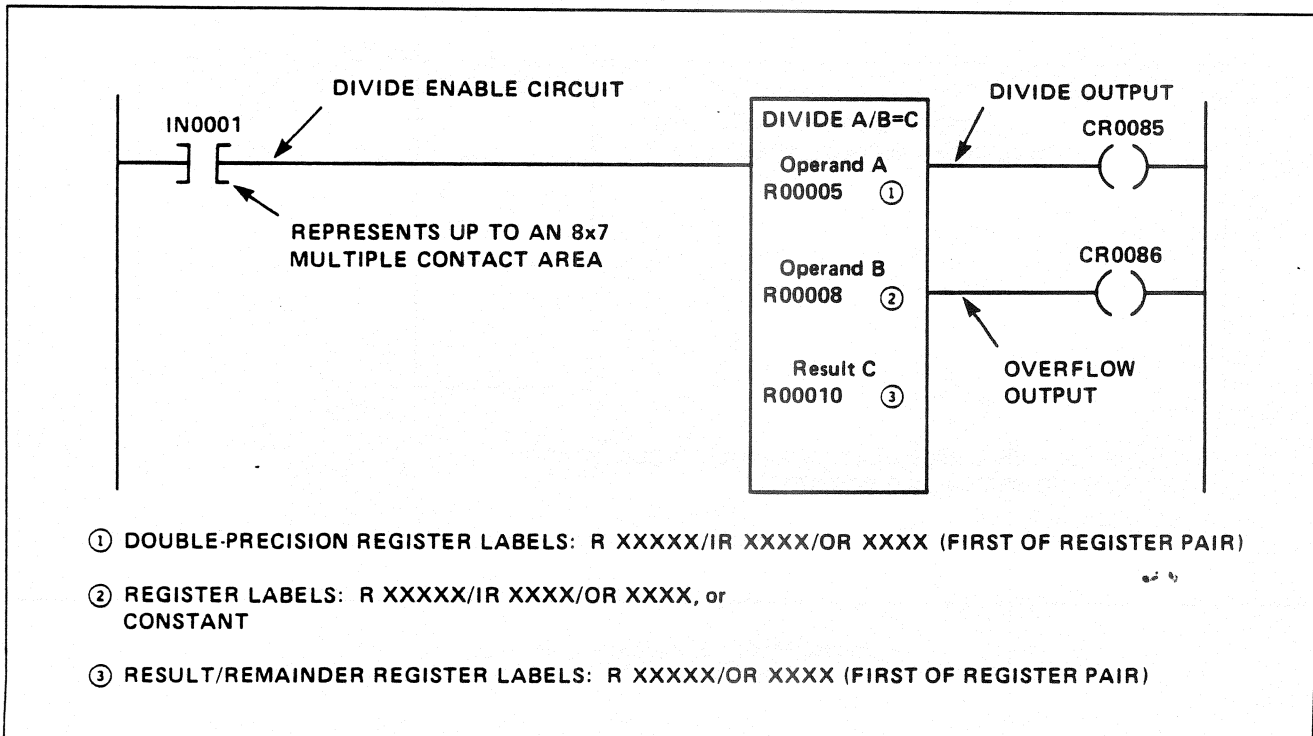 DIVIDE ENABLE CIRCUIT
IN0001
REPRESENTS UP TO AN 8x7
MULTIPLE CONTACT AREA
DIVIDE A/B=C
Operand A
R00005 ①
Operand B
R00008 ②
Result C
R00010 ③
DIVIDE OUTPUT
CR0085
CR0086
OVERFLOW
OUTPUT
① DOUBLE-PRECISION REGISTER LABELS: R XXXXX/IR XXXX/OR XXXX (FIRST OF REGISTER PAIR)
② REGISTER LABELS: R XXXXX/IR XXXX/OR XXXX, or
CONSTANT
③ RESULT/REMAINDER REGISTER LABELS: R XXXXX/OR XXXX (FIRST OF REGISTER PAIR)